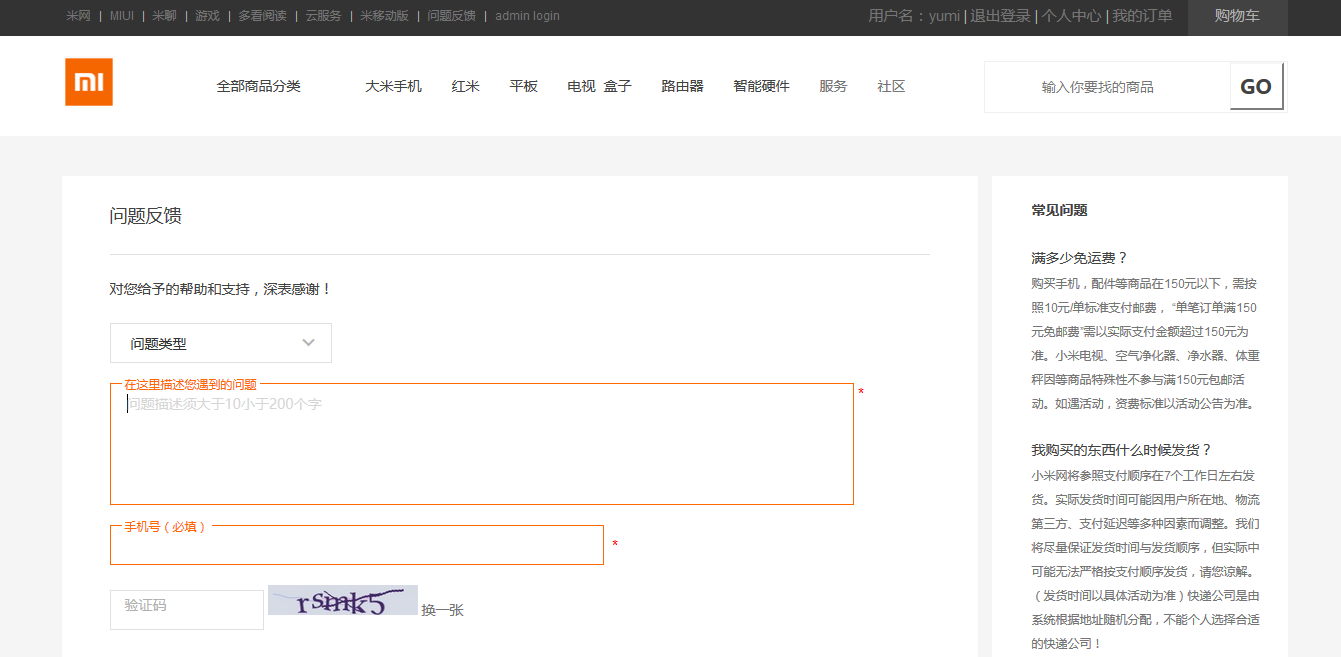 米网 | MIUI | 米聊 | 游戏 | 多看阅读 | 云服务 | 米移动版 | 问题反馈 | admin login
用户名：yumi | 退出登录 | 个人中心 | 我的订单
购物车
mi
全部商品分类 大米手机 红米 平板 电视 盒子 路由器 智能硬件 服务 社区
输入你要找的商品 GO
问题反馈
对您给予的帮助和支持，深表感谢！
问题类型
在这里描述您遇到的问题 *
问题描述须大于10小于200个字
手机号（必填） *
验证码 rsmk5 换一张
常见问题
满多少免运费？
购买手机，配件等商品在150元以下，需按
照10元/单标准支付邮费， “单笔订单满150
元免邮费”需以实际支付金额超过150元为
准。小米电视、空气净化器、净水器、体重
秤因等商品特殊性不参与满150元包邮活
动。如遇活动，资费标准以活动公告为准。
我购买的东西什么时候发货？
小米网将参照支付顺序在7个工作日左右发
货。实际发货时间可能因用户所在地、物流
第三方、支付延迟等多种因素而调整。我们
将尽量保证发货时间与发货顺序，但实际中
可能无法严格按支付顺序发货，请您谅解。
（发货时间以具体活动为准）快递公司是由
系统根据地址随机分配，不能个人选择合适
的快递公司！